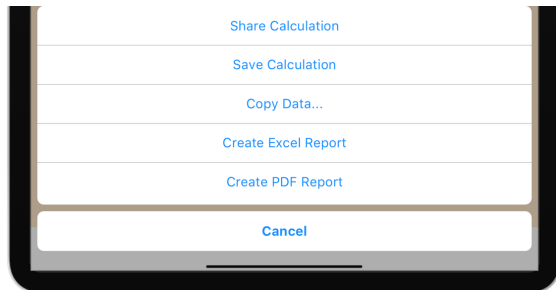 Share Calculation
Save Calculation
Copy Data...
Create Excel Report
Create PDF Report
Cancel